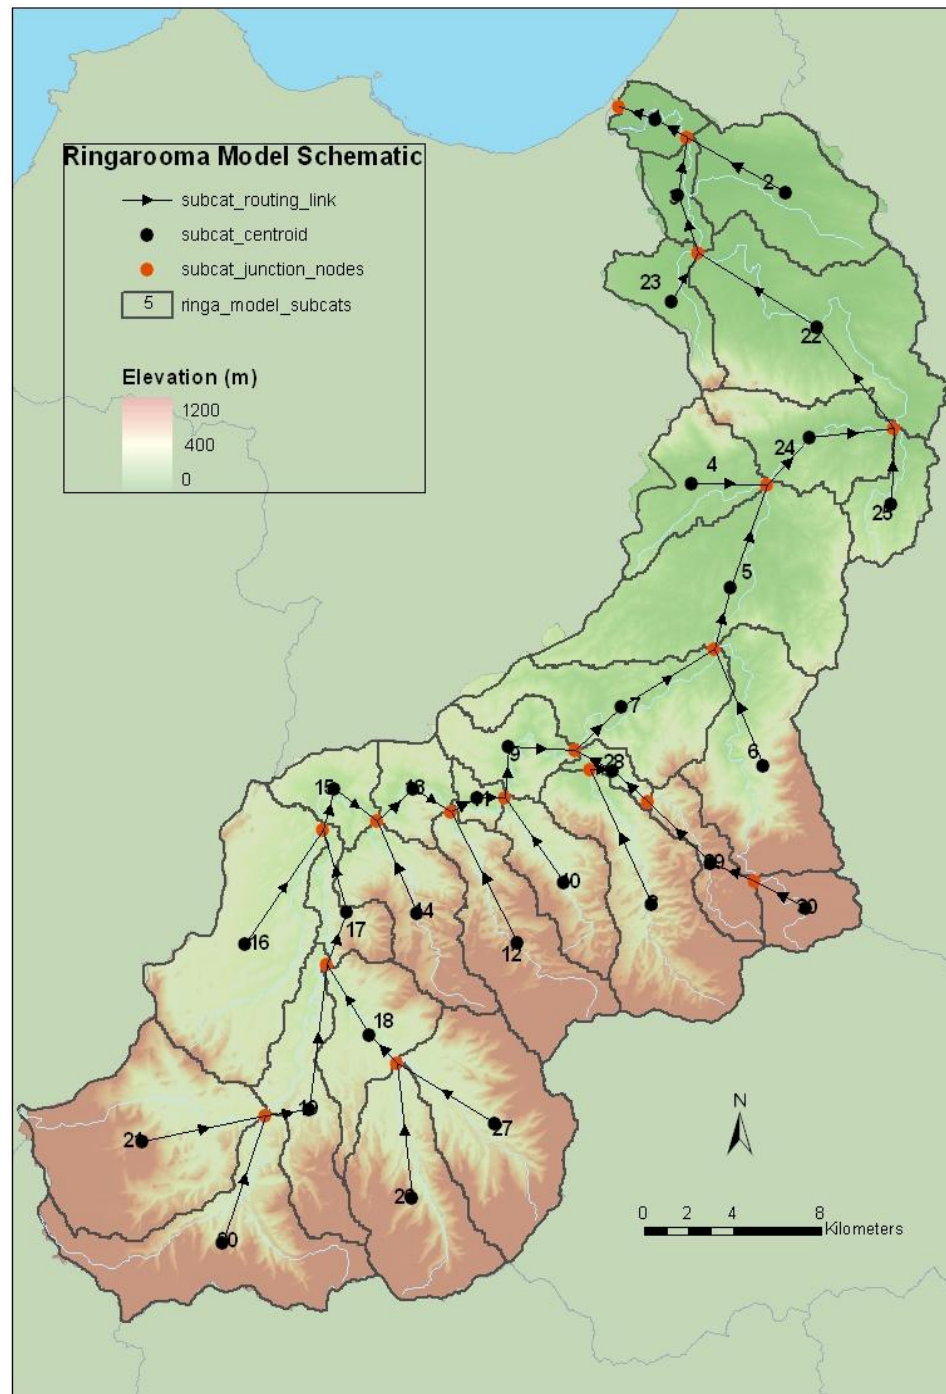 Ringarooma Model Schematic
subcat_routing_link
subcat_centroid
subcat_junction_nodes
5 ringa_model_subcats
Elevation (m)
1200
400
0
2
23
22
24
4
25
5
7
6
9
28
15
13
11
10
14
17
16
12
18
19
27
21
N
0 2 4 8
Kilometers